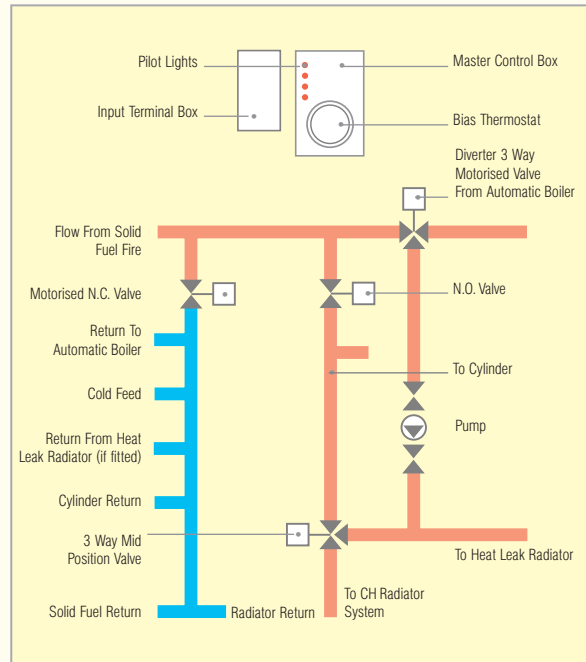 Pilot Lights
Master Control Box
Input Terminal Box
Bias Thermostat
Diverter 3 Way
Motorised Valve
From Automatic Boiler
Flow From Solid
Fuel Fire
Motorised N.C. Valve
N.O. Valve
Return To
Automatic Boiler
To Cylinder
Cold Feed
Pump
Return From Heat
Leak Radiator (if fitted)
Cylinder Return
3 Way Mid
Position Valve
To Heat Leak Radiator
To CH Radiator
System
Solid Fuel Return
Radiator Return